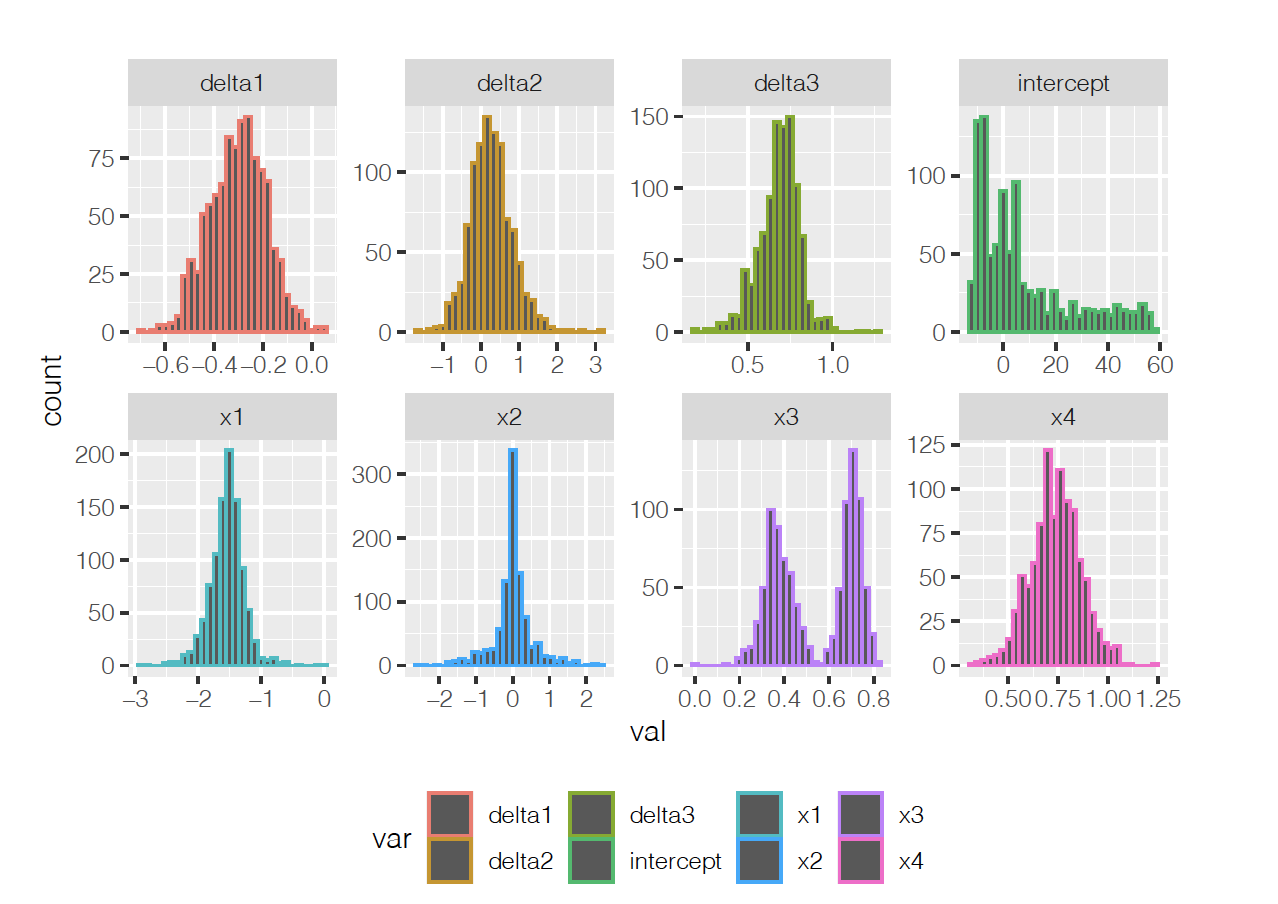 delta1 delta2 delta3 intercept
75
50
25
0
100
50
0
150
100
50
0
100
50
0
−0.6 −0.4 −0.2 0.0
−1 0 1 2 3
0.5 1.0
0 20 40 60
count
x1 x2 x3 x4
200
150
100
50
0
300
200
100
0
100
50
0
125
100
75
50
25
0
−3 −2 −1 0
−2 −1 0 1 2
0.0 0.2 0.4 0.6 0.8
0.50 0.75 1.00 1.25
val
var
delta1 delta3 x1 x3
delta2 intercept x2 x4